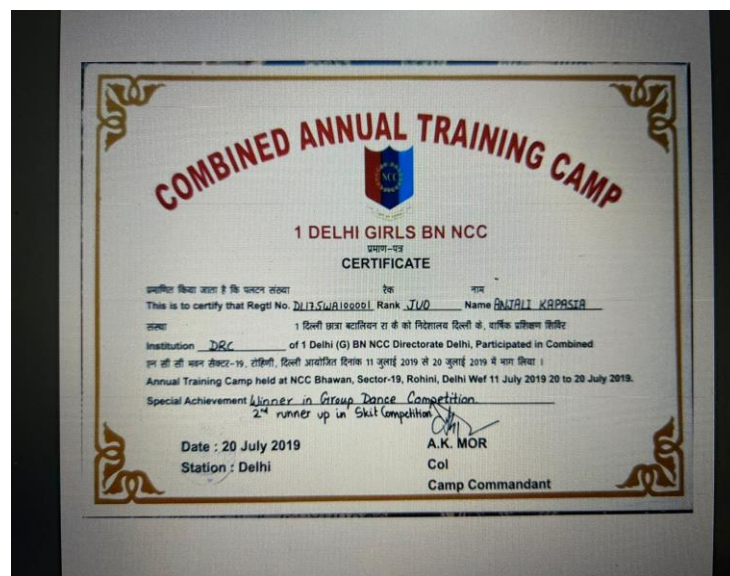 COMBINED ANNUAL TRAINING CAMP
NCC
1 DELHI GIRLS BN NCC
प्रमाण-पत्र
CERTIFICATE
प्रमाणित किया जाता है कि पलटन संख्या रैंक नाम
This is to certify that Regtl No. DL17SWA100001 Rank JUO Name ANJALI KAPASIA
संस्था 1 दिल्ली छात्रा बटालियन रा कै को निदेशालय दिल्ली के, वार्षिक प्रशिक्षण शिविर
Institution DRC of 1 Delhi (G) BN NCC Directorate Delhi, Participated in Combined
एन सी सी भवन सैक्टर-19, रोहिणी, दिल्ली आयोजित दिनांक 11 जुलाई 2019 से 20 जुलाई 2019 में भाग लिया ।
Annual Training Camp held at NCC Bhawan, Sector-19, Rohini, Delhi Wef 11 July 2019 20 to 20 July 2019.
Special Achievement Winner in Group Dance Competition
2nd runner up in Skit Competition
Date : 20 July 2019 A.K. MOR
Station : Delhi Col
Camp Commandant